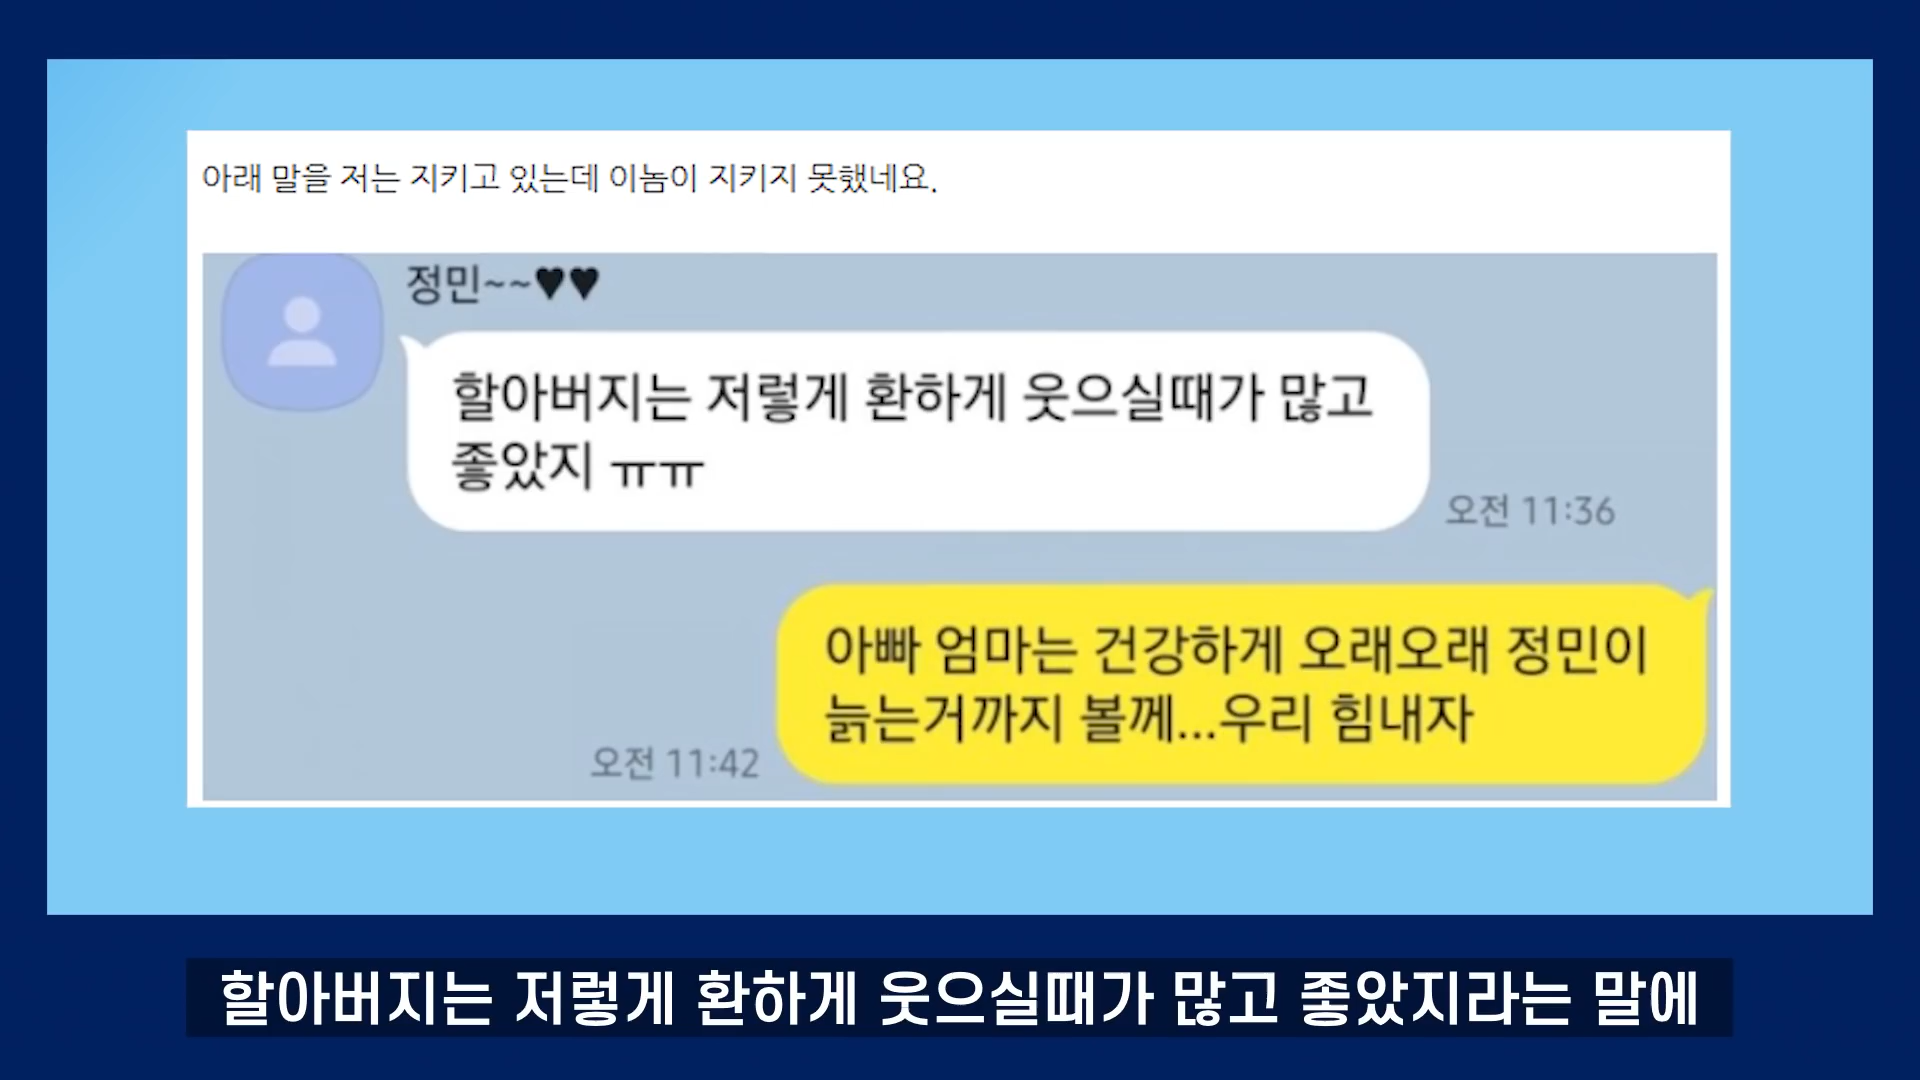 아래 말을 저는 지키고 있는데 이놈이 지키지 못했네요.
정민~~♥♥
할아버지는 저렇게 환하게 웃으실때가 많고
좋았지 ㅠㅠ
오전 11:36
아빠 엄마는 건강하게 오래오래 정민이
늙는거까지 볼께...우리 힘내자
오전 11:42
할아버지는 저렇게 환하게 웃으실때가 많고 좋았지라는 말에